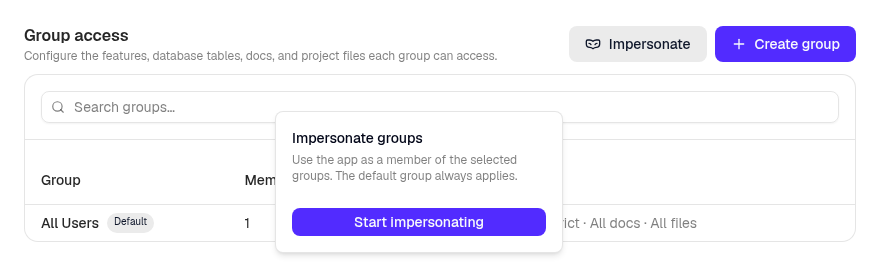 Group access
Configure the features, database tables, docs, and project files each group can access.
Impersonate
Create group
Search groups...
Impersonate groups
Use the app as a member of the selected
groups. The default group always applies.
Start impersonating
Group
All Users Default 1 · All docs · All files